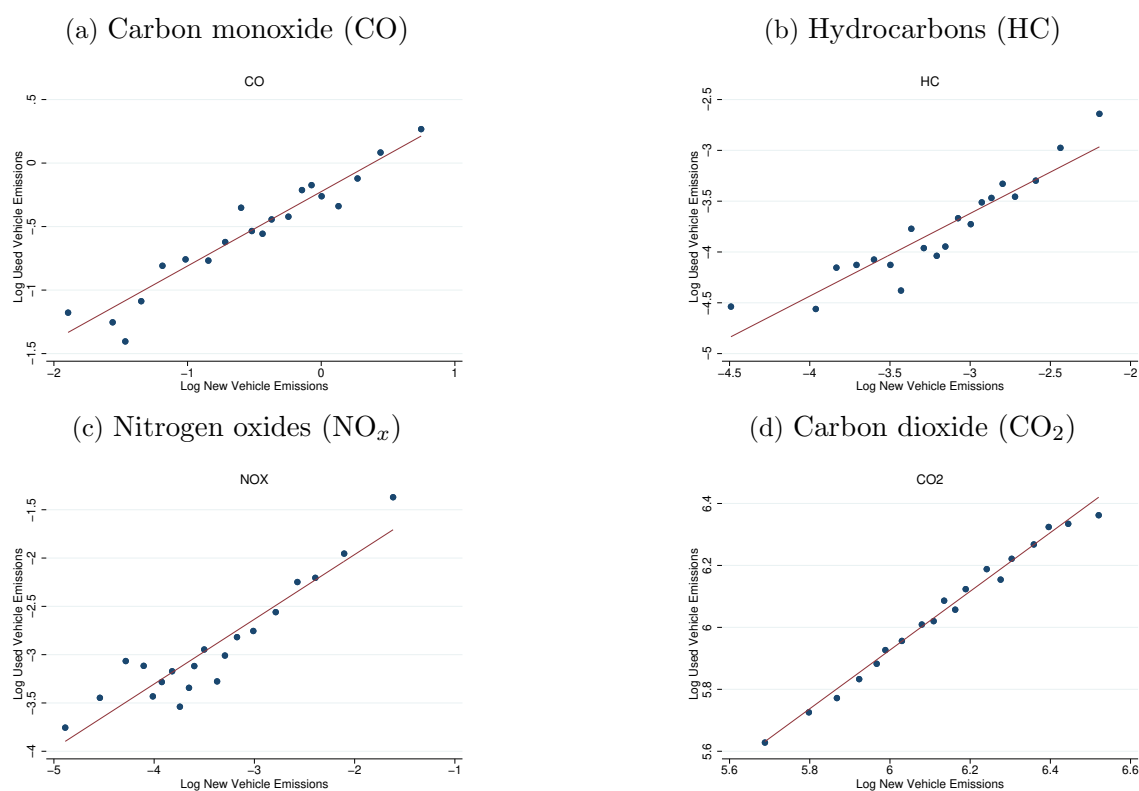 (a) Carbon monoxide (CO)
CO
Log Used Vehicle Emissions
.5
0
−.5
−1
−1.5
−2
−1
0
1
Log New Vehicle Emissions
(b) Hydrocarbons (HC)
HC
Log Used Vehicle Emissions
−2.5
−3
−3.5
−4
−4.5
−5
−4.5
−4
−3.5
−3
−2.5
−2
Log New Vehicle Emissions
(c) Nitrogen oxides (NOₓ)
NOX
Log Used Vehicle Emissions
−1.5
−2
−2.5
−3
−3.5
−4
−5
−4
−3
−2
−1
Log New Vehicle Emissions
(d) Carbon dioxide (CO₂)
CO2
Log Used Vehicle Emissions
6.4
6.2
6
5.8
5.6
5.6
5.8
6
6.2
6.4
6.6
Log New Vehicle Emissions